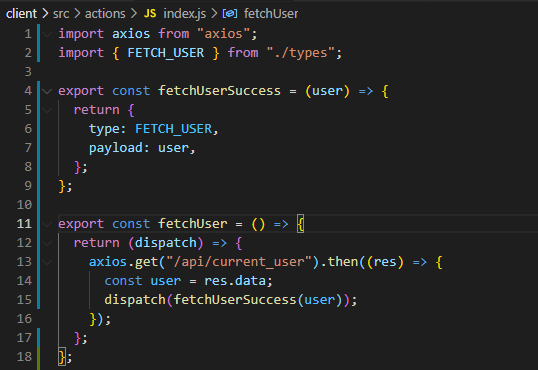 client > src > actions > JS index.js > fetchUser
1 import axios from "axios";
2 import { FETCH_USER } from "./types";
3
4 export const fetchUserSuccess = (user) => {
5   return {
6     type: FETCH_USER,
7     payload: user,
8   };
9 };
10
11 export const fetchUser = () => {
12   return (dispatch) => {
13     axios.get("/api/current_user").then((res) => {
14       const user = res.data;
15       dispatch(fetchUserSuccess(user));
16     });
17   };
18 };